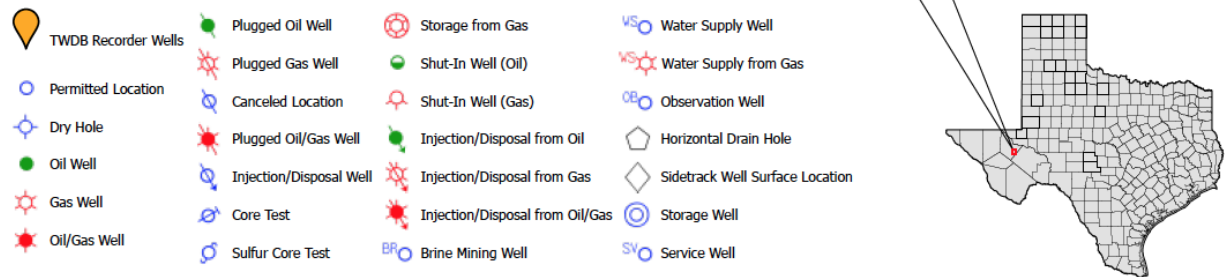 TWDB Recorder Wells
Permitted Location
Dry Hole
Oil Well
Gas Well
Oil/Gas Well
Plugged Oil Well
Plugged Gas Well
Canceled Location
Plugged Oil/Gas Well
Injection/Disposal Well
Core Test
Sulfur Core Test
Storage from Gas
Shut-In Well (Oil)
Shut-In Well (Gas)
Injection/Disposal from Oil
Injection/Disposal from Gas
Injection/Disposal from Oil/Gas
BR Brine Mining Well
WS Water Supply Well
WS Water Supply from Gas
OB Observation Well
Horizontal Drain Hole
Sidetrack Well Surface Location
Storage Well
SV Service Well